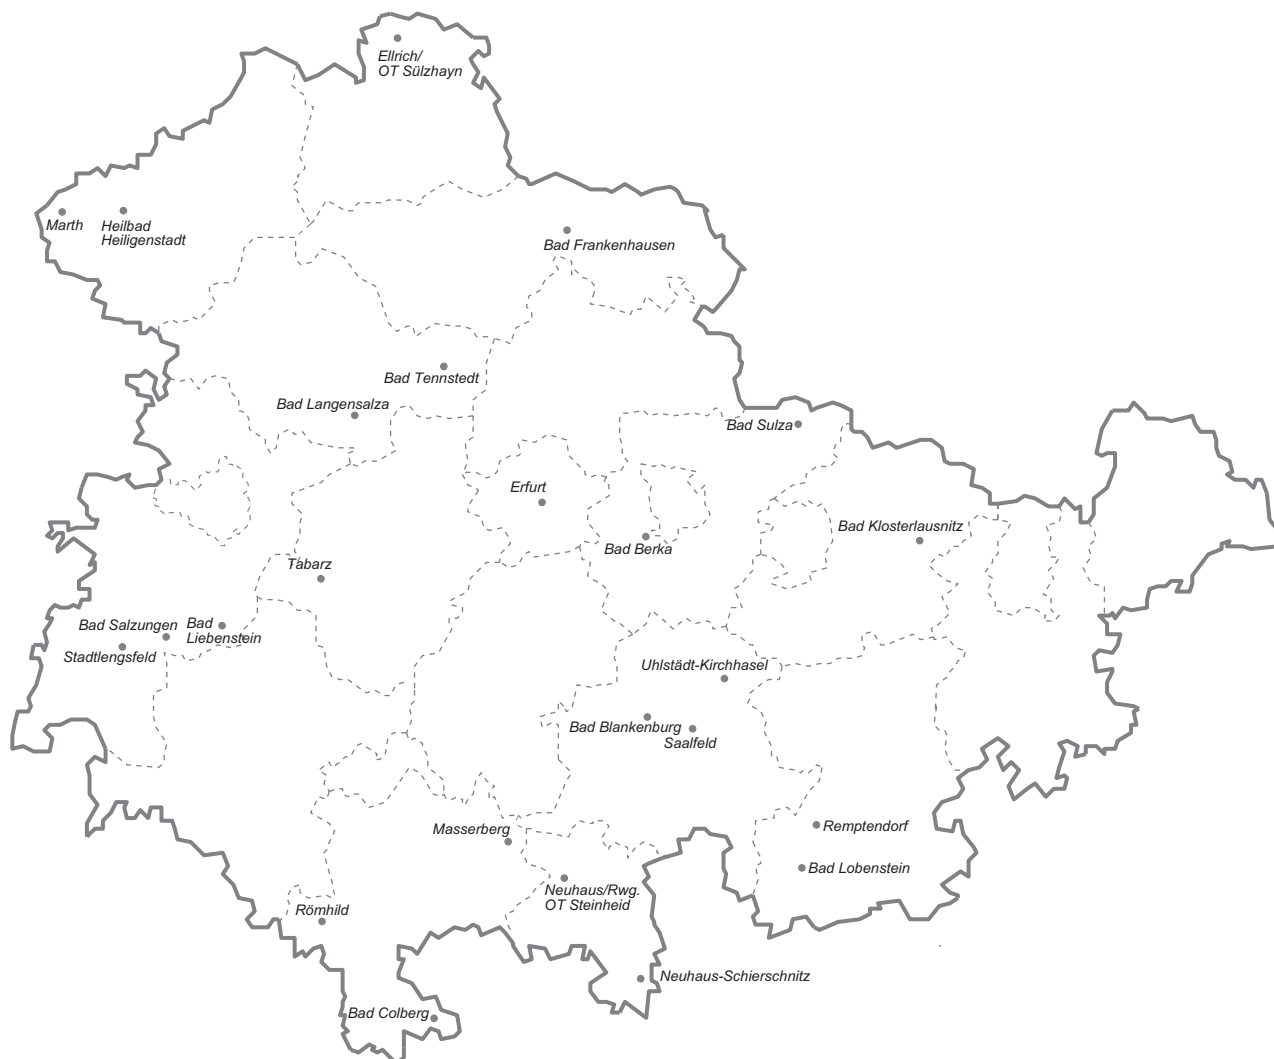 Ellrich/
OT Sülzhayn
Marth
Heilbad
Heiligenstadt
Bad Frankenhausen
Bad Tennstedt
Bad Langensalza
Bad Sulza
Erfurt
Bad Klosterlausnitz
Bad Berka
Tabarz
Bad Salzungen
Bad
Liebenstein
Stadtlengsfeld
Uhlstädt-Kirchhasel
Bad Blankenburg
Saalfeld
Masserberg
Remptendorf
Bad Lobenstein
Neuhaus/Rwg.
OT Steinheid
Römhild
Neuhaus-Schierschnitz
Bad Colberg